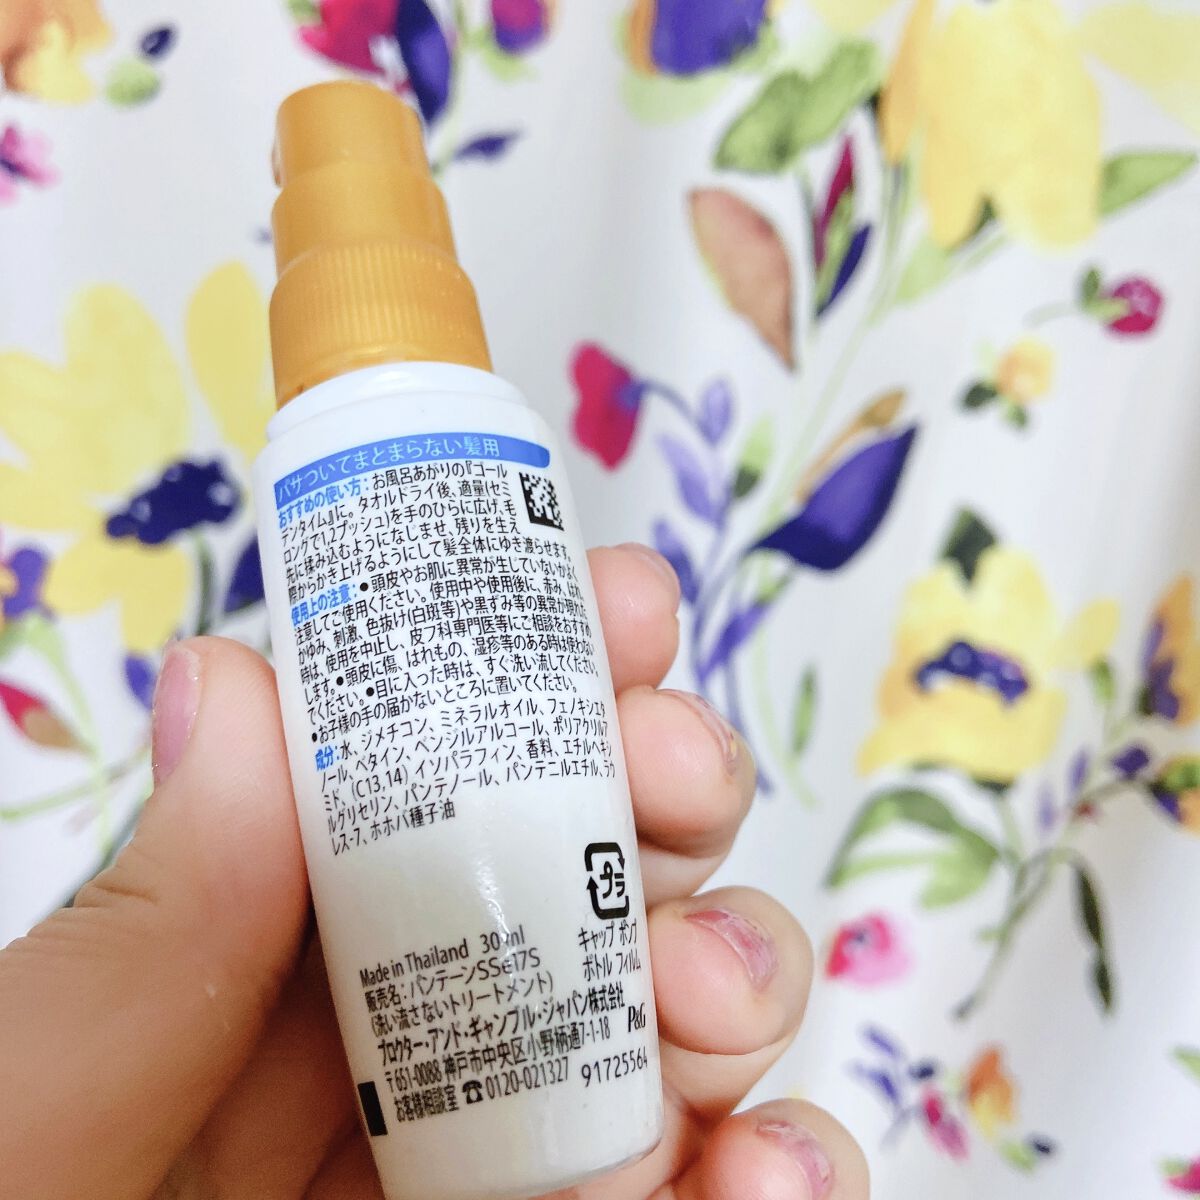 パサついてまとまらない髪用
おすすめの使い方：お風呂あがりの『ゴール
デンタイム』に。タオルドライ後、適量(セミ
ロングで1,2プッシュ)を手のひらに広げ、毛
先に揉み込むようになじませ、残りを生え
際からかき上げるようにして髪全体にゆき渡らせます。
使用上の注意：●頭皮やお肌に異常が生じていないかよく
注意してご使用ください。使用中や使用後に、赤み、はれ、
かゆみ、刺激、色抜け(白斑等)や黒ずみ等の異常が現れた
時は、使用を中止し、皮フ科専門医等にご相談をおすすめ
します。●頭皮に傷、はれもの、湿疹等のある時は使わない
でください。●目に入った時は、すぐ洗い流してください。
●お子様の手の届かないところに置いてください。
成分：水、ジメチコン、ミネラルオイル、フェノキシエタ
ノール、ベタイン、ベンジルアルコール、ポリアクリルア
ミド、(C13,14)イソパラフィン、香料、エチルヘキシ
ルグリセリン、パンテノール、パンテニルエチル、ラウ
レス-7、ホホバ種子油
プラ
キャップ ポンプ
ボトル フィルム
Made in Thailand 30 ml
販売名：パンテーンSSe17S
(洗い流さないトリートメント)
プロクター・アンド・ギャンブル・ジャパン株式会社
〒651-0088 神戸市中央区小野柄通7-1-18 P&G
お客様相談室 ☎0120-021327 91725564